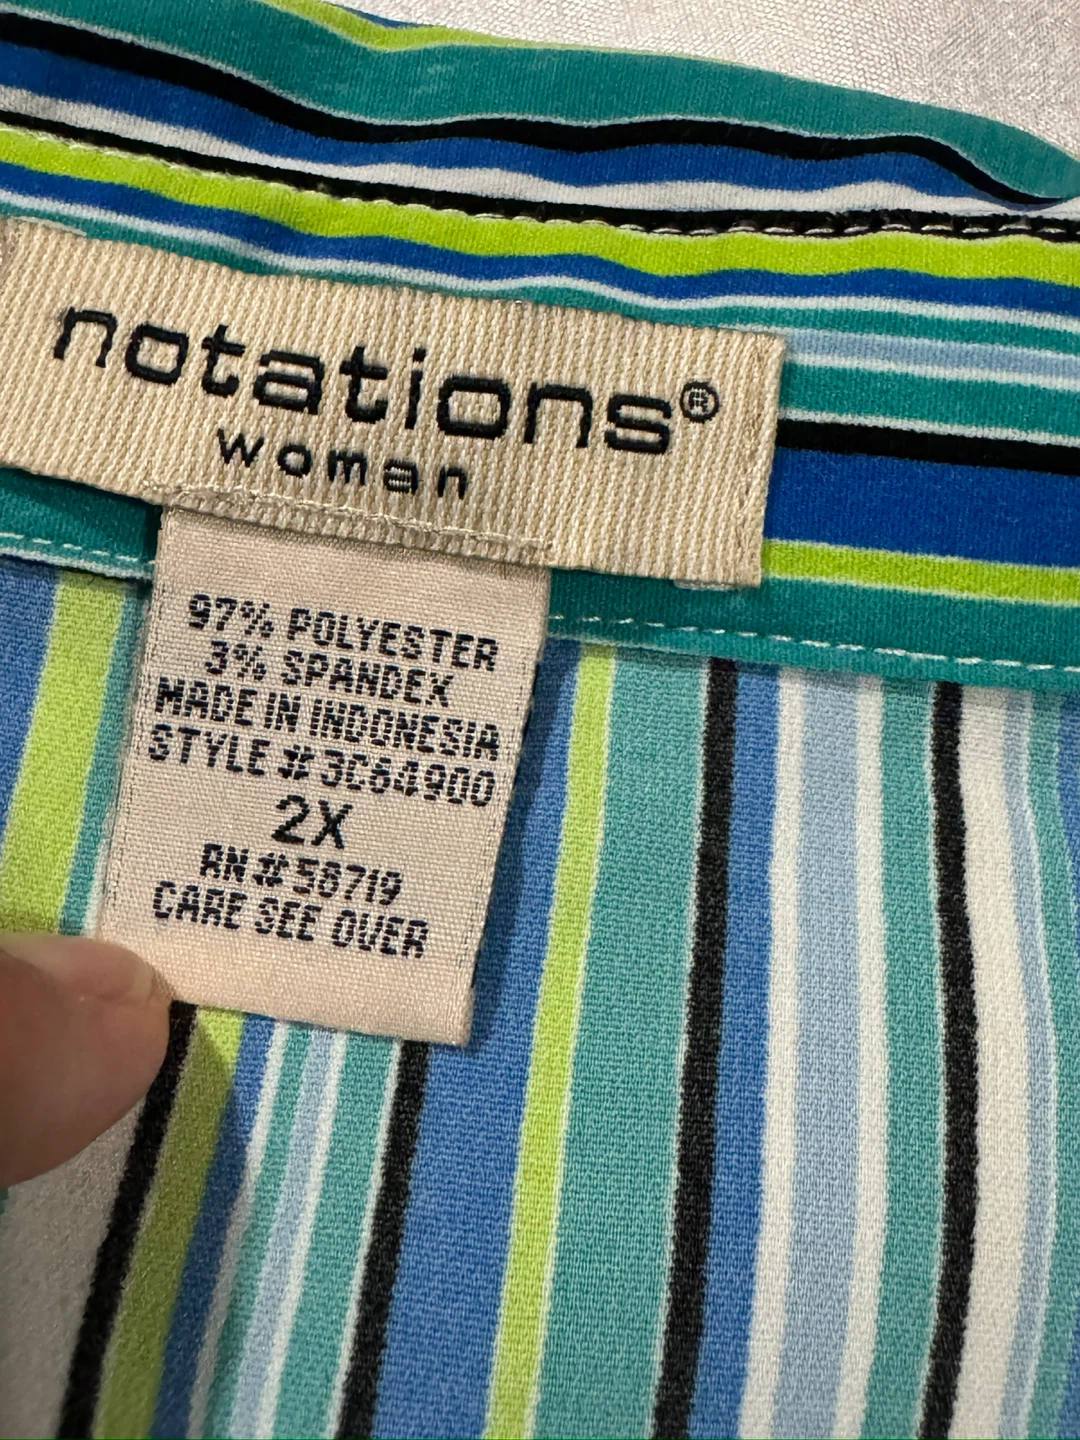 notations®
woman
97% POLYESTER
3% SPANDEX
MADE IN INDONESIA
STYLE #3C64900
2X
RN #58719
CARE SEE OVER